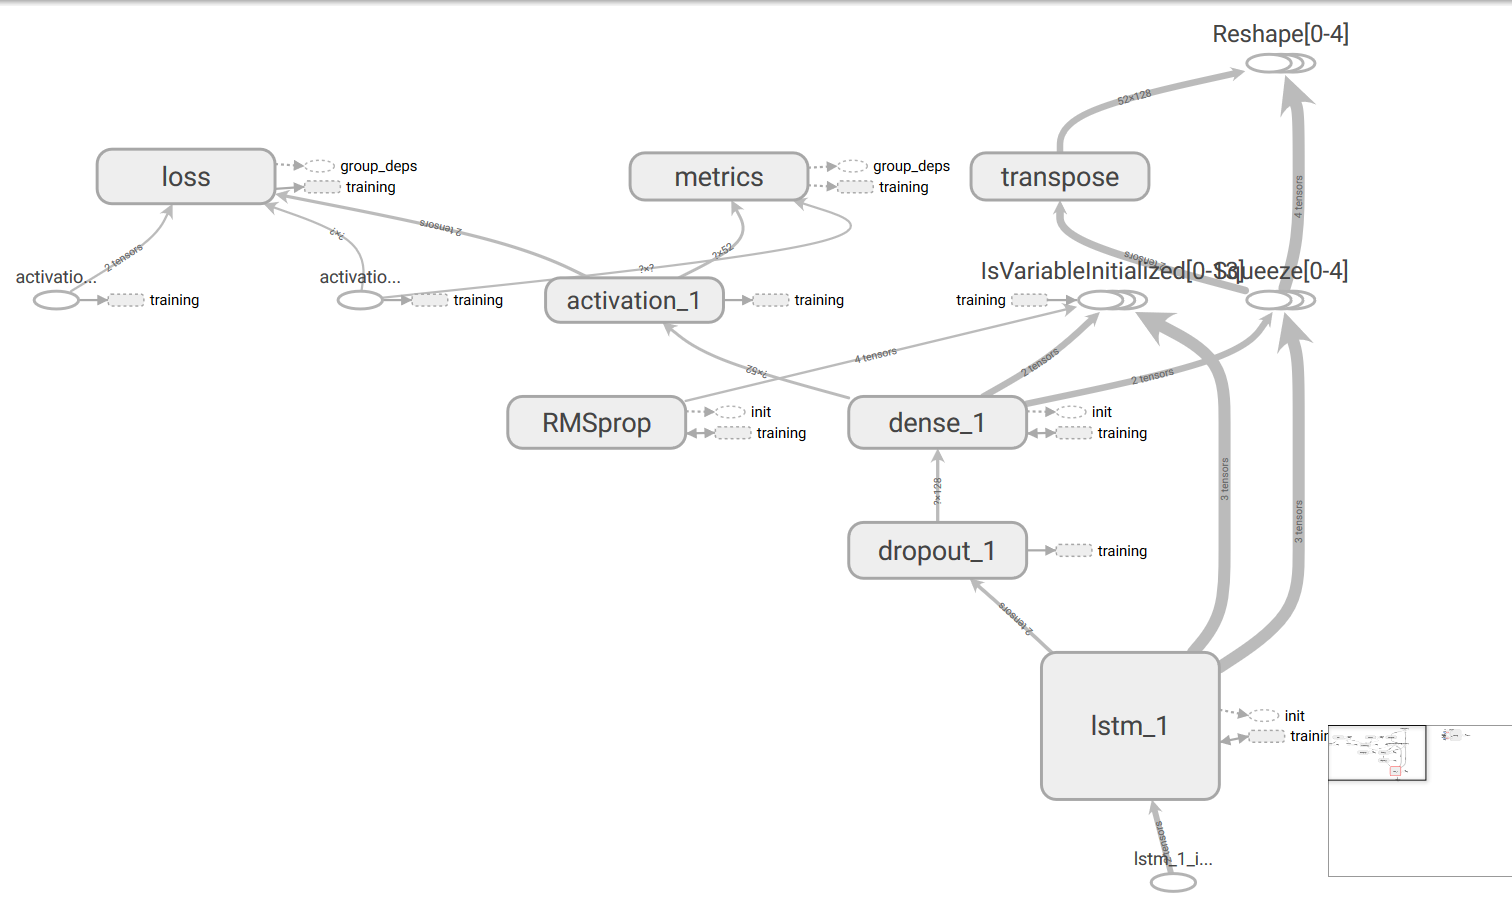 Reshape[0-4]
52×128
loss
group_deps
training
metrics
group_deps
training
transpose
4 tensors
2 tensors
?×?
2 tensors
?×52
2 tensors
activatio...
training
activatio...
training
?×?
activation_1
training
IsVariableInitialized[0-13]
training
Squeeze[0-4]
?×52
4 tensors
2 tensors
2 tensors
RMSprop
init
training
dense_1
init
training
?×128
3 tensors
3 tensors
dropout_1
training
2 tensors
lstm_1
init
2 tensors
lstm_1_i...